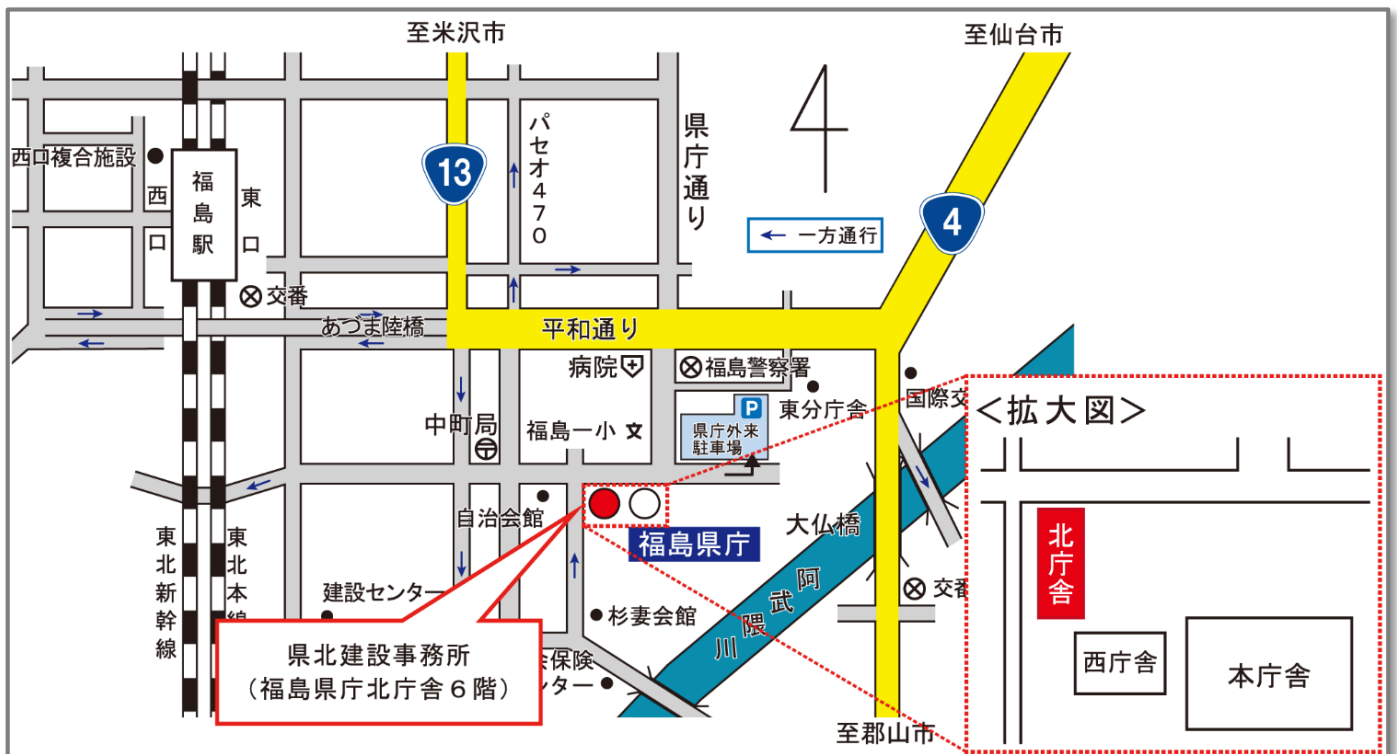 至米沢市
至仙台市
13
4
パセオ470
県庁通り
西口複合施設
福島駅
西口
東口
一方通行
交番
あづま陸橋
平和通り
病院
福島警察署
東分庁舎
国際交
中町局
福島一小
文
P
県庁外来
駐車場
自治会館
福島県庁
大仏橋
阿武隈川
東北新幹線
東北本線
建設センター
杉妻会館
交番
会保険
ンター
県北建設事務所
(福島県庁北庁舎6階)
至郡山市
<拡大図>
北庁舎
西庁舎
本庁舎